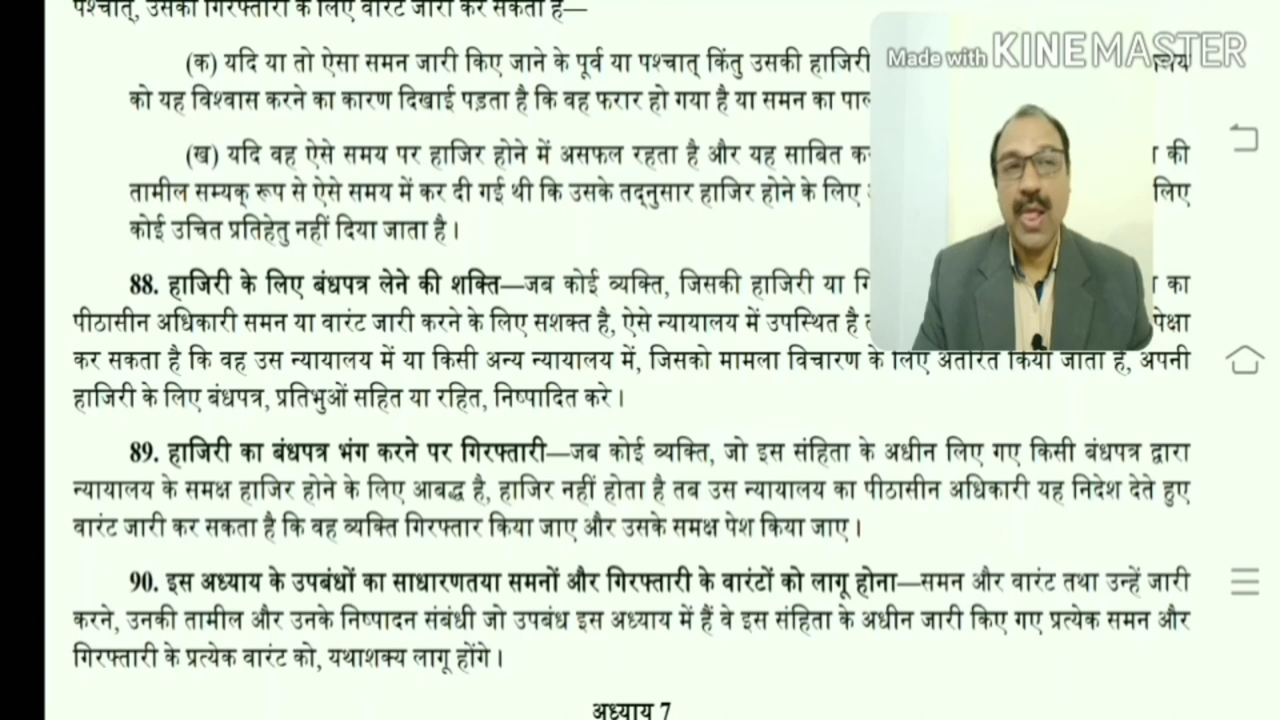 पश्चात्, उसकी गिरफ्तारी के लिए वारंट जारी कर सकता है—
(क) यदि या तो ऐसा समन जारी किए जाने के पूर्व या पश्चात् किंतु उसकी हाजिरी
को यह विश्वास करने का कारण दिखाई पड़ता है कि वह फरार हो गया है या समन का
(ख) यदि वह ऐसे समय पर हाजिर होने में असफल रहता है और यह साबित की
तामील सम्यक् रूप से ऐसे समय में कर दी गई थी कि उसके तद्नुसार हाजिर होने के लिए लिए
कोई उचित प्रतिहेतु नहीं दिया जाता है।
88. हाजिरी के लिए बंधपत्र लेने की शक्ति—जब कोई व्यक्ति, जिसकी हाजिरी या का
पीठासीन अधिकारी समन या वारंट जारी करने के लिए सशक्त है, ऐसे न्यायालय में उपस्थित है
कर सकता है कि वह उस न्यायालय में या किसी अन्य न्यायालय में, जिसको मामला विचारण के लिए अंतरित किया जाता है, अपनी
हाजिरी के लिए बंधपत्र, प्रतिभुओं सहित या रहित, निष्पादित करे।
89. हाजिरी का बंधपत्र भंग करने पर गिरफ्तारी—जब कोई व्यक्ति, जो इस संहिता के अधीन लिए गए किसी बंधपत्र द्वारा
न्यायालय के समक्ष हाजिर होने के लिए आबद्ध है, हाजिर नहीं होता है तब उस न्यायालय का पीठासीन अधिकारी यह निदेश देते हुए
वारंट जारी कर सकता है कि वह व्यक्ति गिरफ्तार किया जाए और उसके समक्ष पेश किया जाए।
90. इस अध्याय के उपबंधों का साधारणतया समनों और गिरफ्तारी के वारंटों को लागू होना—समन और वारंट तथा उन्हें जारी
करने, उनकी तामील और उनके निष्पादन संबंधी जो उपबंध इस अध्याय में हैं वे इस संहिता के अधीन जारी किए गए प्रत्येक समन और
गिरफ्तारी के प्रत्येक वारंट को, यथाशक्य लागू होंगे।
अध्याय 7
Made with KINEMASTER